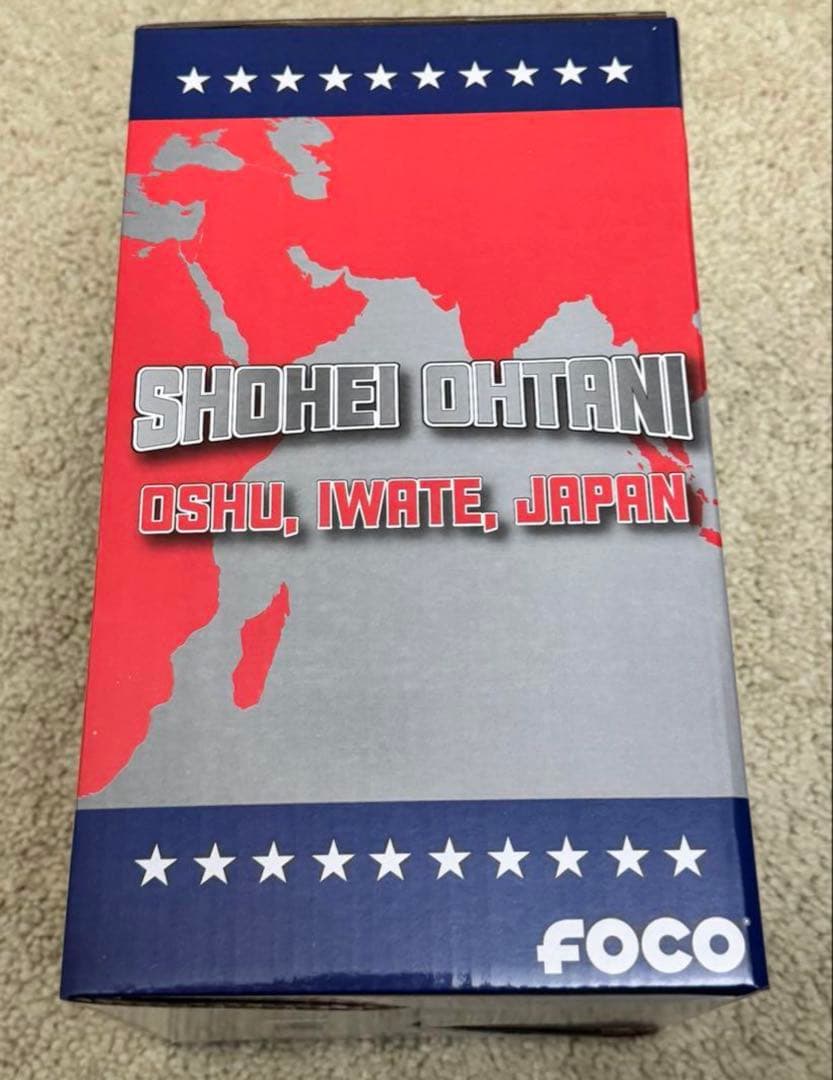 SHOHEI OHTANI
OSHU, IWATE, JAPAN
FOCO